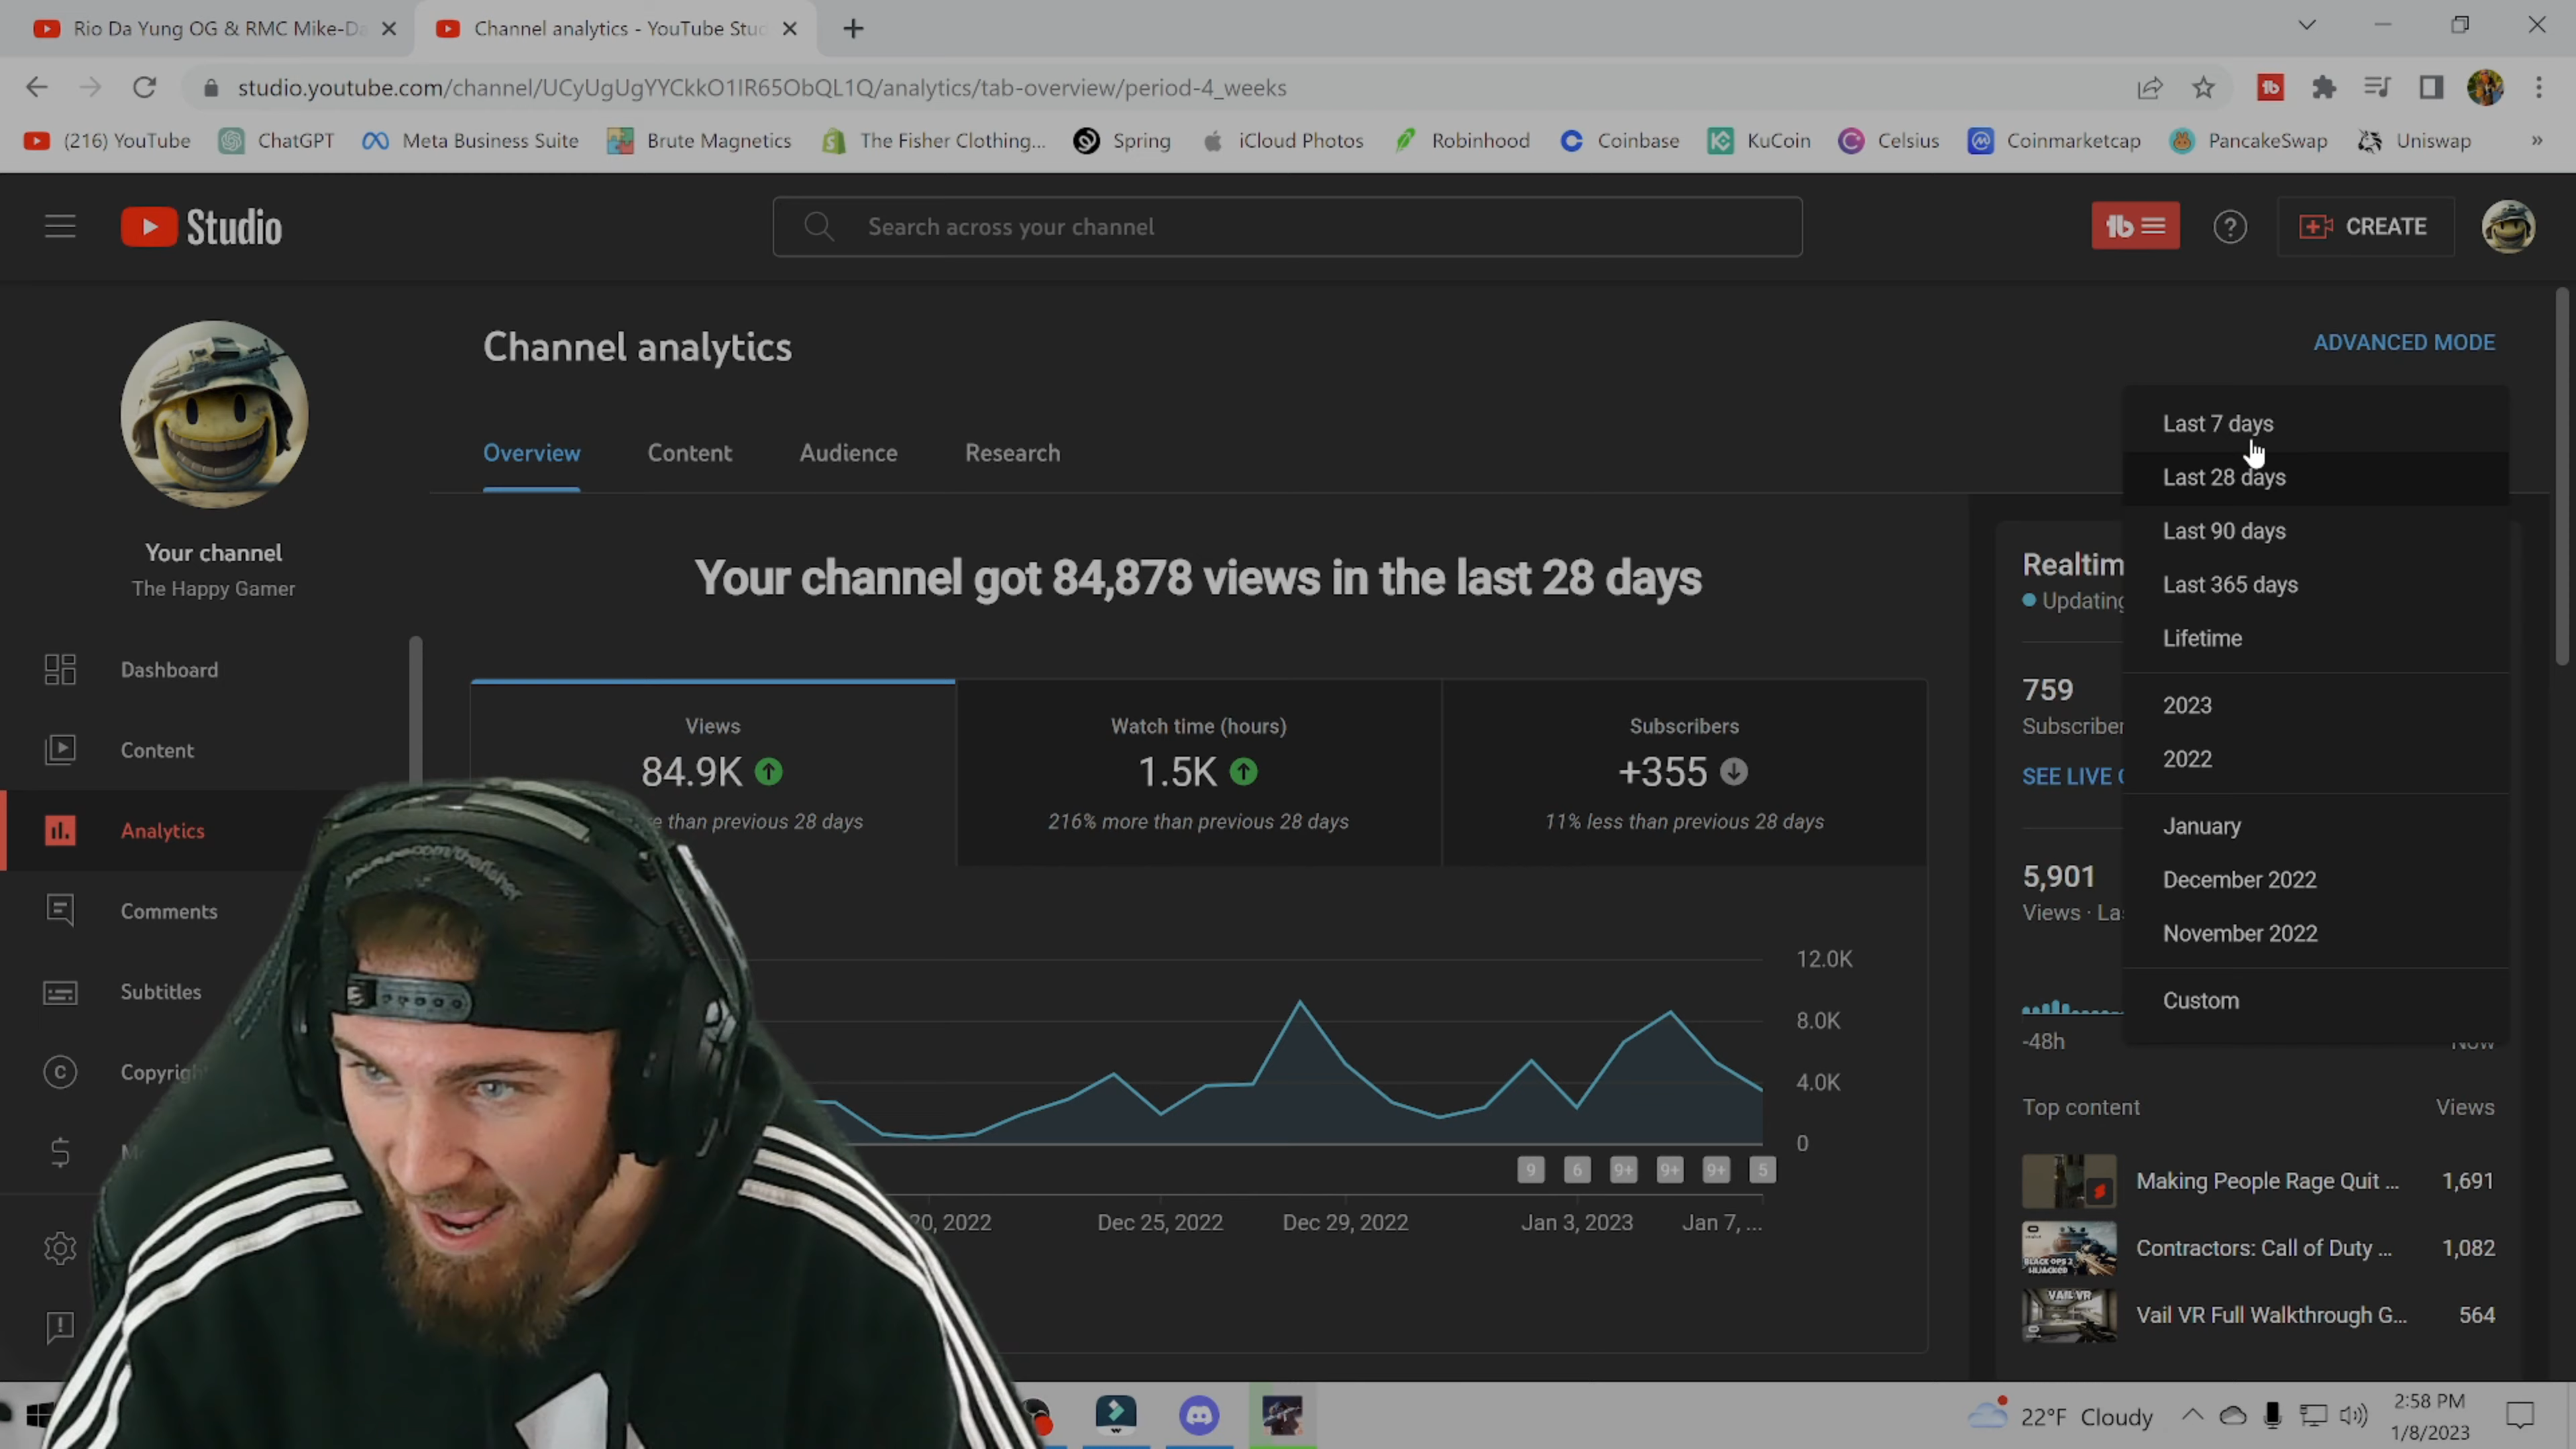 Rio Da Yung OG & RMC Mike-Da
Channel analytics - YouTube Stud
studio.youtube.com/channel/UCyUgUgYYCkkO1IR65ObQL1Q/analytics/tab-overview/period-4_weeks
(216) YouTube
ChatGPT
Meta Business Suite
Brute Magnetics
The Fisher Clothing...
Spring
iCloud Photos
Robinhood
Coinbase
KuCoin
Celsius
Coinmarketcap
PancakeSwap
Uniswap
»
Studio
Search across your channel
CREATE
Channel analytics
ADVANCED MODE
Overview
Content
Audience
Research
Your channel
The Happy Gamer
Dashboard
Content
Analytics
Comments
Subtitles
Your channel got 84,878 views in the last 28 days
Views
84.9K
than previous 28 days
Watch time (hours)
1.5K
216% more than previous 28 days
Subscribers
+355
11% less than previous 28 days
12.0K
8.0K
4.0K
0
9
6
9+
9+
9+
5
20, 2022
Dec 25, 2022
Dec 29, 2022
Jan 3, 2023
Jan 7, ...
Last 7 days
Last 28 days
Last 90 days
Last 365 days
Lifetime
2023
2022
January
December 2022
November 2022
Custom
Realtim
Updating
759
Subscriber
SEE LIVE C
5,901
Views · La
-48h
Now
Top content
Views
Making People Rage Quit ...
1,691
Contractors: Call of Duty ...
1,082
BLACK OPS 2
HIJACKED
Vail VR Full Walkthrough G...
564
VAIL VR
22°F Cloudy
2:58 PM
1/8/2023